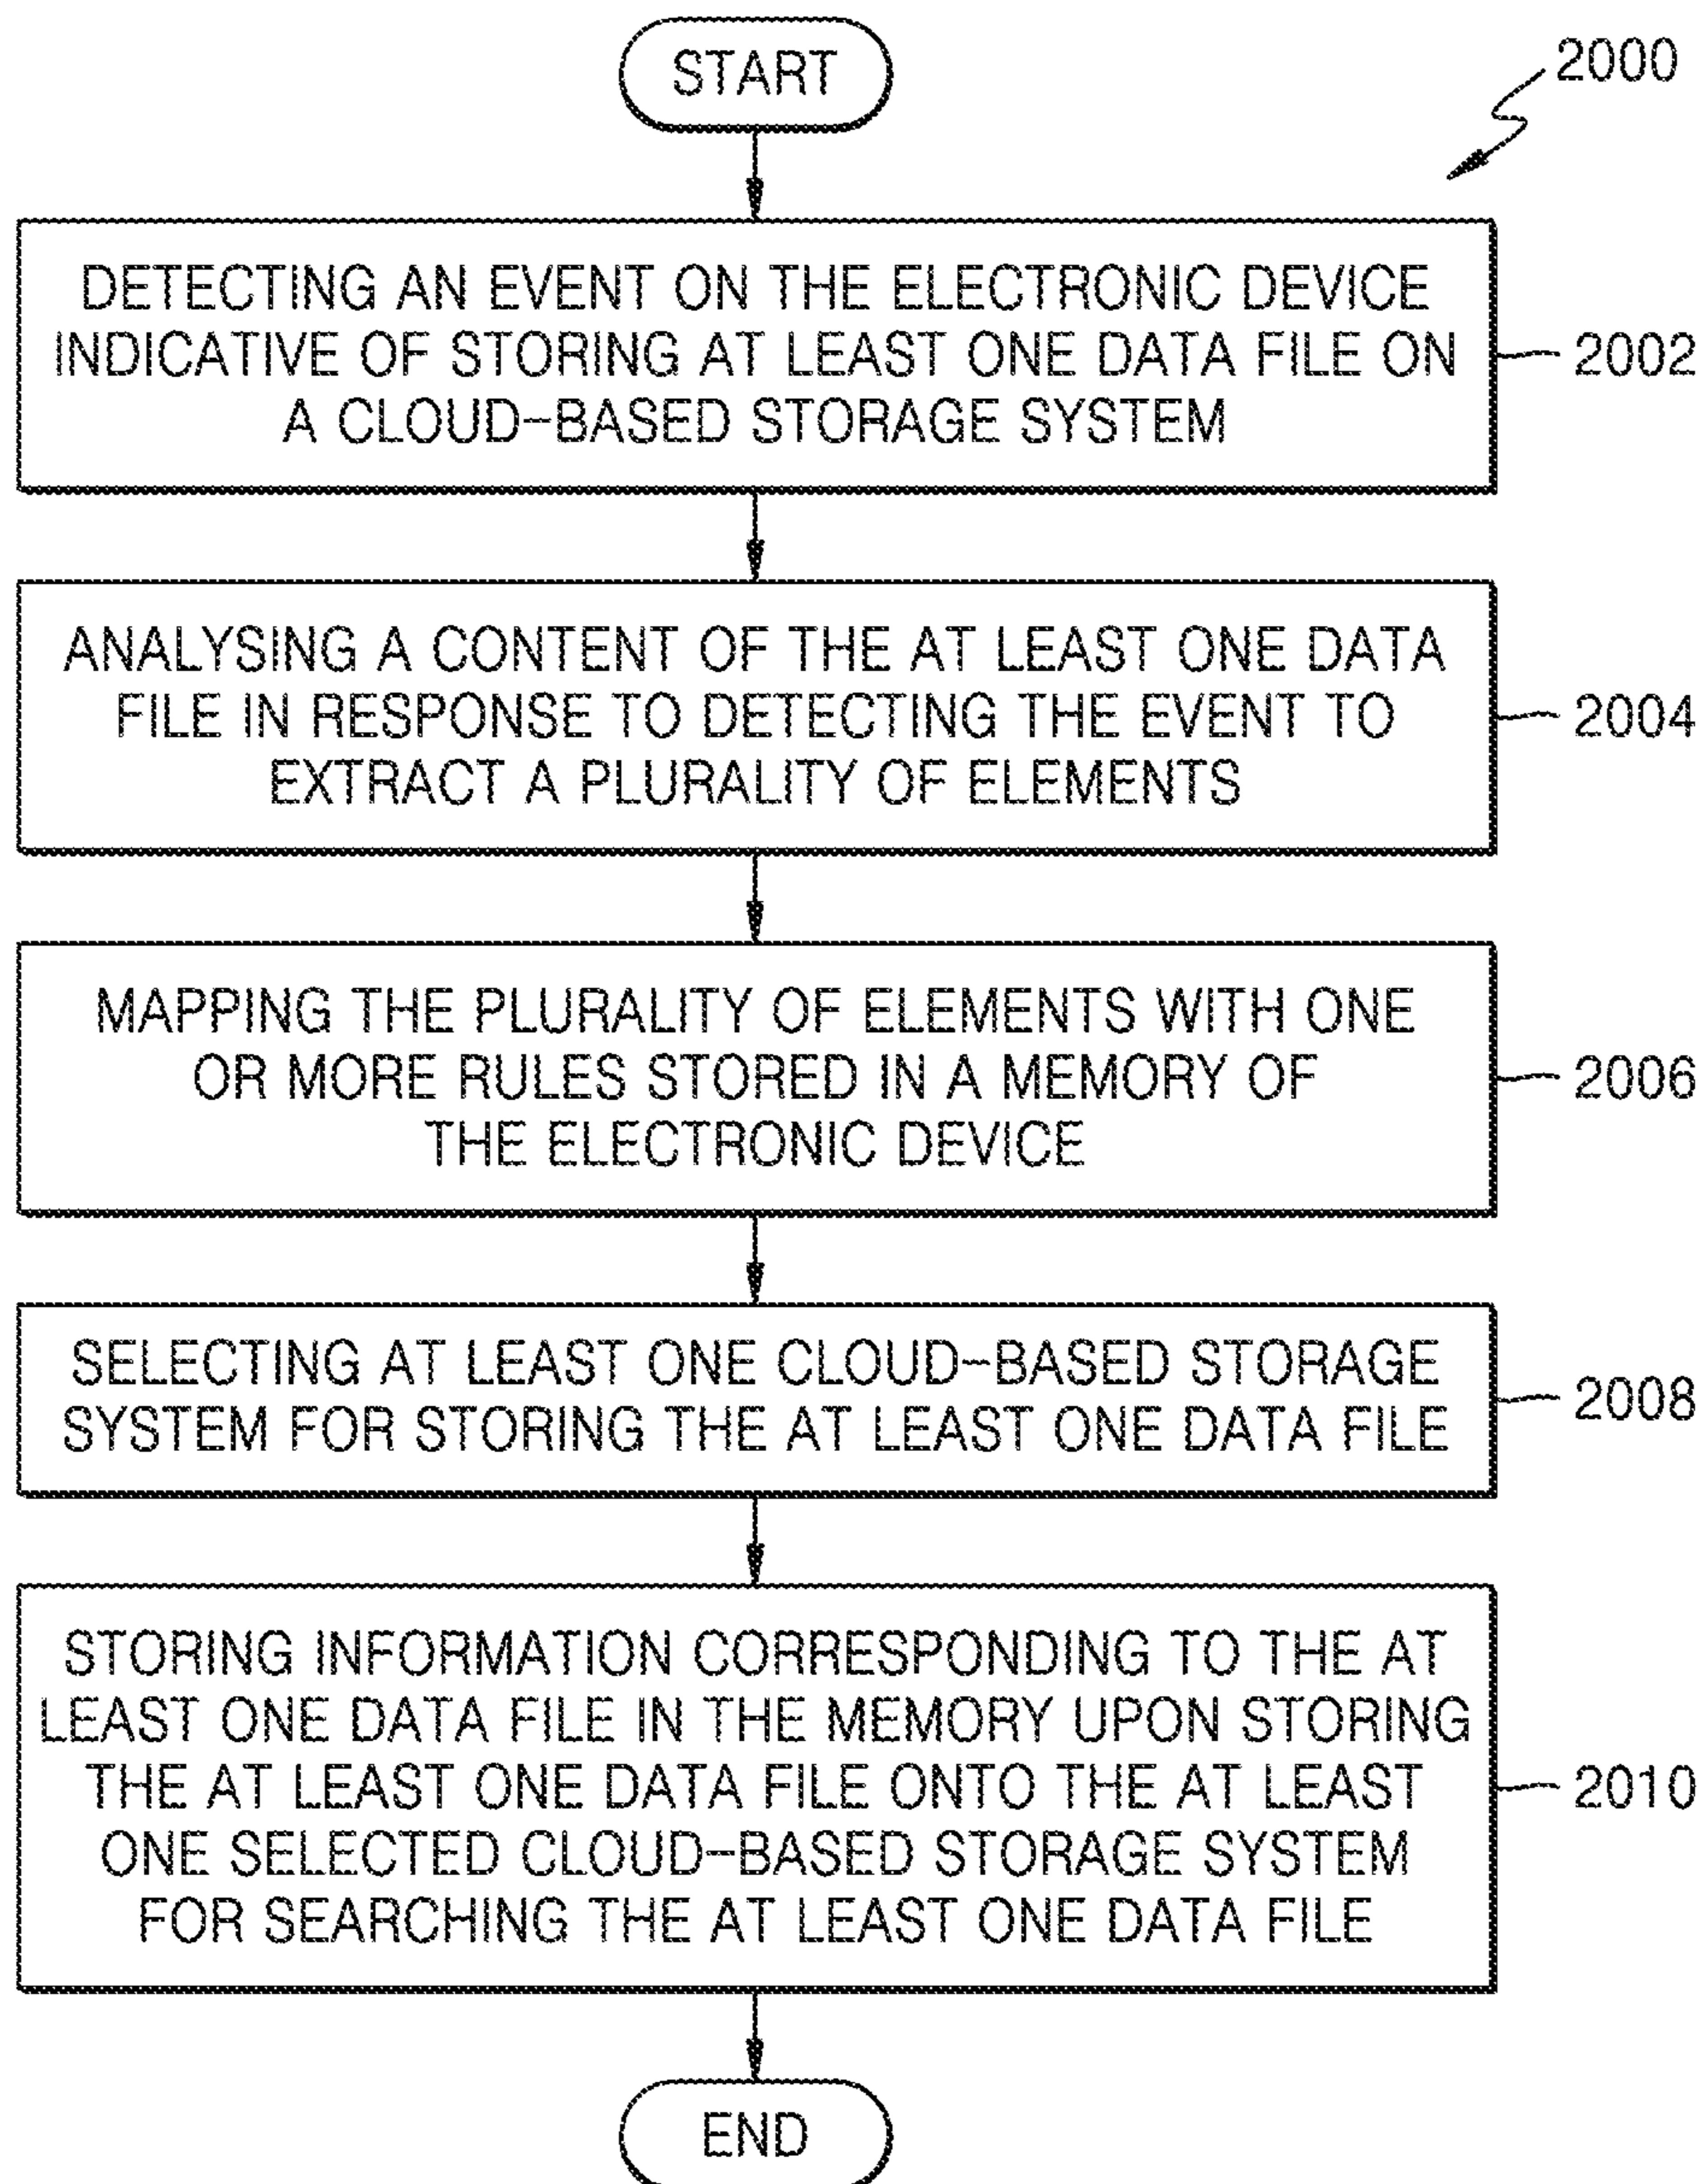 START
2000
DETECTING AN EVENT ON THE ELECTRONIC DEVICE
INDICATIVE OF STORING AT LEAST ONE DATA FILE ON
A CLOUD-BASED STORAGE SYSTEM
2002
ANALYSING A CONTENT OF THE AT LEAST ONE DATA
FILE IN RESPONSE TO DETECTING THE EVENT TO
EXTRACT A PLURALITY OF ELEMENTS
2004
MAPPING THE PLURALITY OF ELEMENTS WITH ONE
OR MORE RULES STORED IN A MEMORY OF
THE ELECTRONIC DEVICE
2006
SELECTING AT LEAST ONE CLOUD-BASED STORAGE
SYSTEM FOR STORING THE AT LEAST ONE DATA FILE
2008
STORING INFORMATION CORRESPONDING TO THE AT
LEAST ONE DATA FILE IN THE MEMORY UPON STORING
THE AT LEAST ONE DATA FILE ONTO THE AT LEAST
ONE SELECTED CLOUD-BASED STORAGE SYSTEM
FOR SEARCHING THE AT LEAST ONE DATA FILE
2010
END